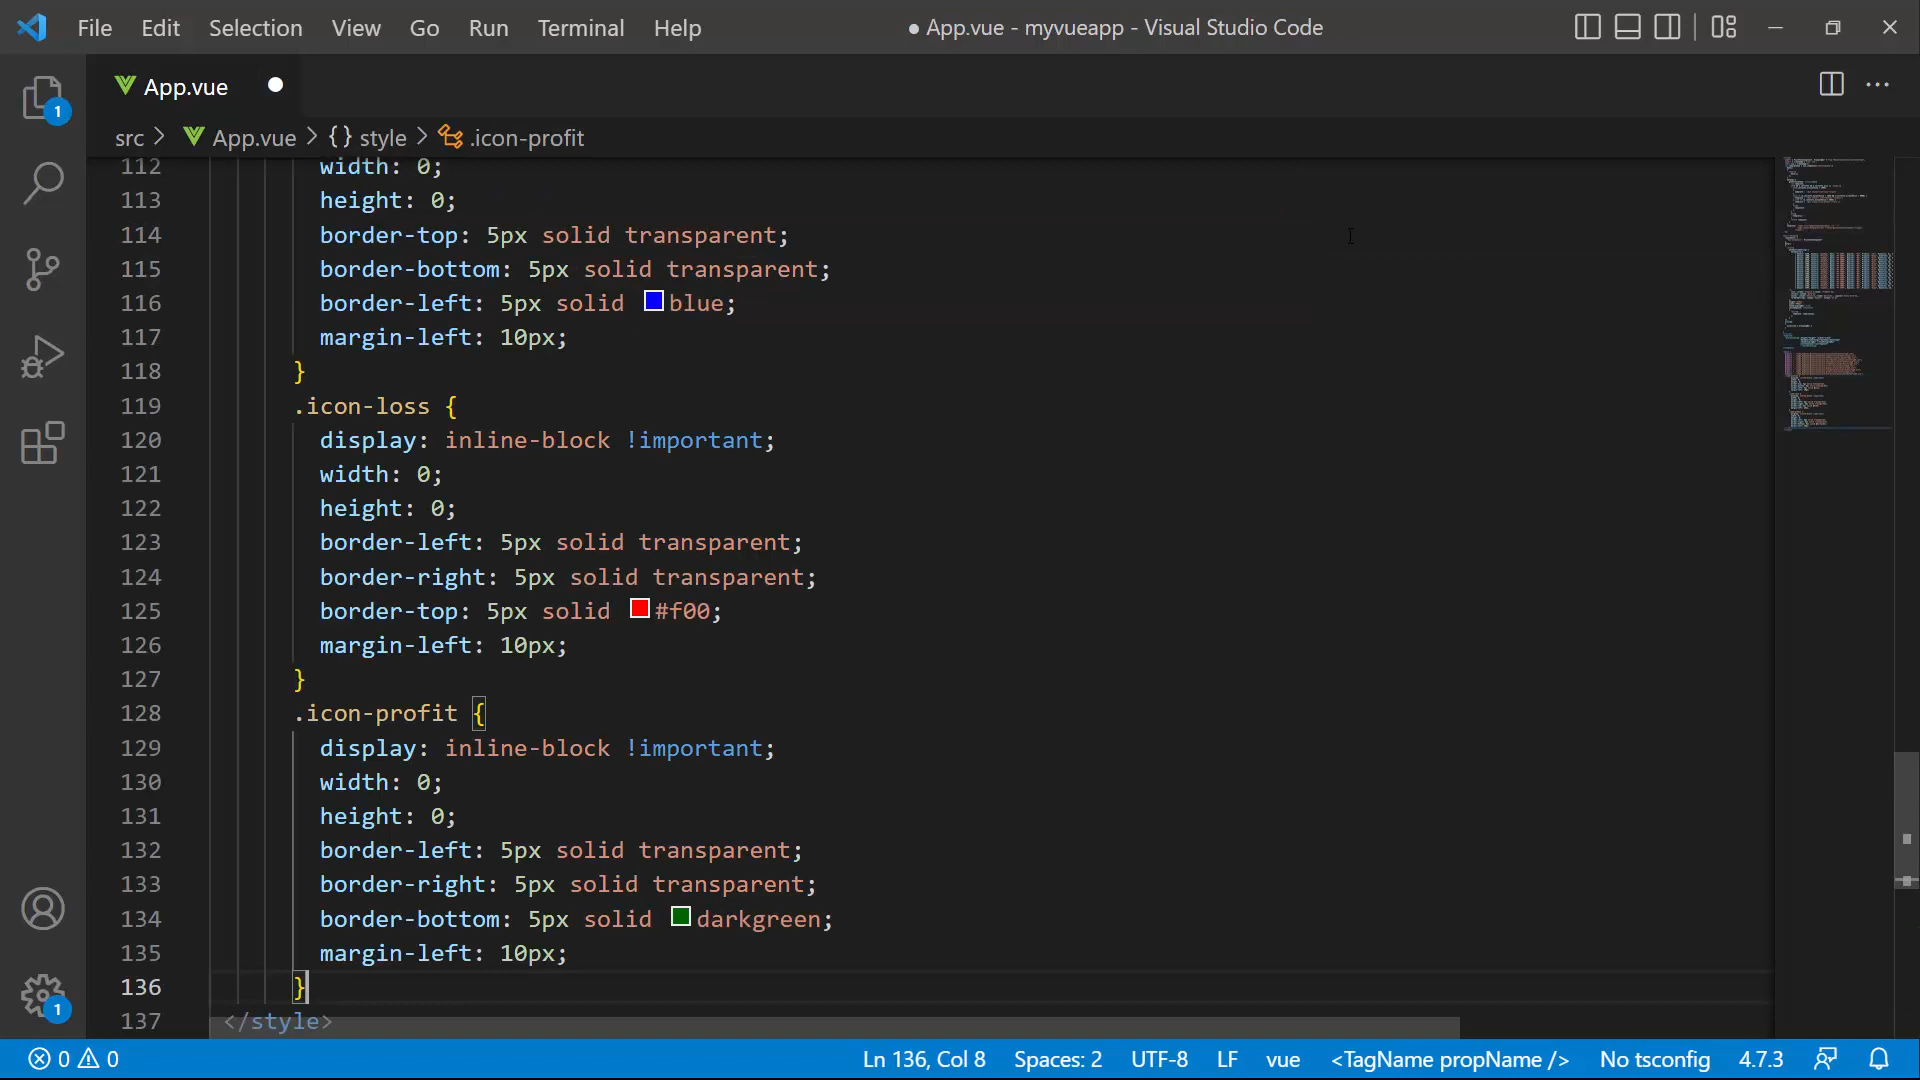 File Edit Selection View Go Run Terminal Help
● App.vue - myvueapp - Visual Studio Code
App.vue
src > App.vue > {} style > .icon-profit
112 width: 0;
113 height: 0;
114 border-top: 5px solid transparent;
115 border-bottom: 5px solid transparent;
116 border-left: 5px solid blue;
117 margin-left: 10px;
118 }
119 .icon-loss {
120 display: inline-block !important;
121 width: 0;
122 height: 0;
123 border-left: 5px solid transparent;
124 border-right: 5px solid transparent;
125 border-top: 5px solid #f00;
126 margin-left: 10px;
127 }
128 .icon-profit {
129 display: inline-block !important;
130 width: 0;
131 height: 0;
132 border-left: 5px solid transparent;
133 border-right: 5px solid transparent;
134 border-bottom: 5px solid darkgreen;
135 margin-left: 10px;
136 }
137 </style>
1
1
0 0 Ln 136, Col 8 Spaces: 2 UTF-8 LF vue <TagName propName /> No tsconfig 4.7.3